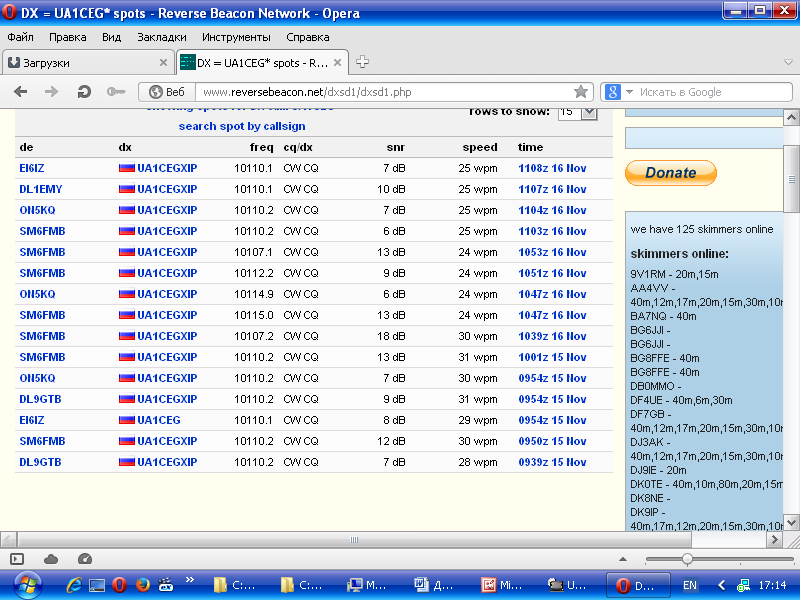 DX = UA1CEG* spots - Reverse Beacon Network - Opera
Файл Правка Вид Закладки Инструменты Справка
Загрузки
DX = UA1CEG* spots - R...
Веб www.reversebeacon.net/dxsd1/dxsd1.php Искать в Google
rows to show: 15
search spot by callsign
de dx freq cq/dx snr speed time
EI6IZ UA1CEGXIP 10110.1 CW CQ 7 dB 25 wpm 1108z 16 Nov
DL1EMY UA1CEGXIP 10110.1 CW CQ 10 dB 25 wpm 1107z 16 Nov
ON5KQ UA1CEGXIP 10110.2 CW CQ 7 dB 25 wpm 1104z 16 Nov
SM6FMB UA1CEGXIP 10110.2 CW CQ 6 dB 25 wpm 1103z 16 Nov
SM6FMB UA1CEGXIP 10107.1 CW CQ 13 dB 24 wpm 1053z 16 Nov
SM6FMB UA1CEGXIP 10112.2 CW CQ 9 dB 24 wpm 1051z 16 Nov
ON5KQ UA1CEGXIP 10114.9 CW CQ 6 dB 24 wpm 1047z 16 Nov
SM6FMB UA1CEGXIP 10115.0 CW CQ 13 dB 24 wpm 1047z 16 Nov
SM6FMB UA1CEGXIP 10107.2 CW CQ 18 dB 30 wpm 1039z 16 Nov
SM6FMB UA1CEGXIP 10110.2 CW CQ 13 dB 31 wpm 1001z 15 Nov
ON5KQ UA1CEGXIP 10110.2 CW CQ 7 dB 30 wpm 0954z 15 Nov
DL9GTB UA1CEGXIP 10110.2 CW CQ 9 dB 31 wpm 0954z 15 Nov
EI6IZ UA1CEG 10110.1 CW CQ 8 dB 29 wpm 0954z 15 Nov
SM6FMB UA1CEGXIP 10110.2 CW CQ 12 dB 30 wpm 0950z 15 Nov
DL9GTB UA1CEGXIP 10110.2 CW CQ 7 dB 28 wpm 0939z 15 Nov
Donate
we have 125 skimmers online
skimmers online:
9V1RM - 20m,15m
AA4VV -
40m,12m,17m,20m,15m,30m,10m
BA7NQ - 40m
BG6JJI -
BG6JJI -
BG8FFE - 40m
BG8FFE - 40m
DB0MMO -
DF4UE - 40m,6m,30m
DF7GB -
40m,12m,17m,20m,15m,30m,10m
DJ3AK -
40m,12m,17m,20m,15m,30m,10m
DJ9IE - 20m
DK0TE - 40m,10m,80m,20m,15m
DK8NE -
DK9IP -
40m,17m,12m,20m,15m,30m,10m
C:... C:... М... Д... Mi... U... D... EN 17:14